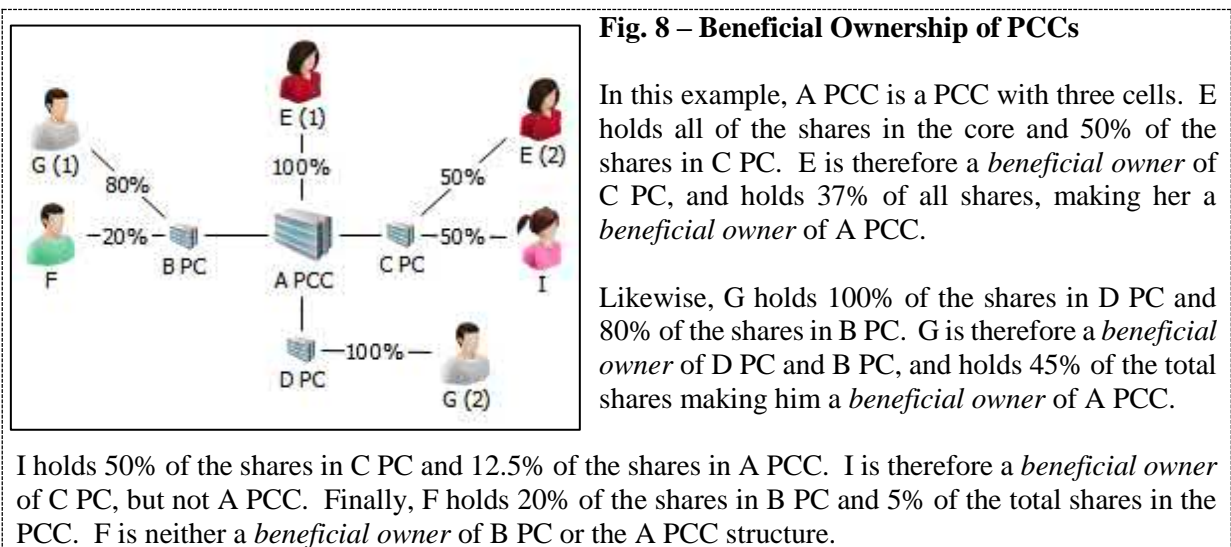 Fig. 8 – Beneficial Ownership of PCCs
E (1)
G (1)
E (2)
100%
80%
50%
20%
50%
F
B PC
A PCC
C PC
I
100%
D PC
G (2)
In this example, A PCC is a PCC with three cells. E
holds all of the shares in the core and 50% of the
shares in C PC. E is therefore a beneficial owner of
C PC, and holds 37% of all shares, making her a
beneficial owner of A PCC.
Likewise, G holds 100% of the shares in D PC and
80% of the shares in B PC. G is therefore a beneficial
owner of D PC and B PC, and holds 45% of the total
shares making him a beneficial owner of A PCC.
I holds 50% of the shares in C PC and 12.5% of the shares in A PCC. I is therefore a beneficial owner
of C PC, but not A PCC. Finally, F holds 20% of the shares in B PC and 5% of the total shares in the
PCC. F is neither a beneficial owner of B PC or the A PCC structure.